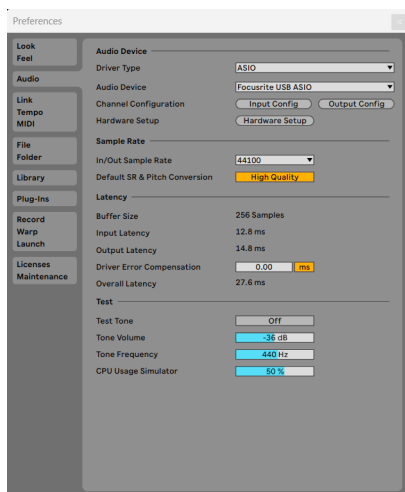 Preferences
Look
Feel
Audio
Link
Tempo
MIDI
File
Folder
Library
Plug-Ins
Record
Warp
Launch
Licenses
Maintenance
Audio Device
Driver Type ASIO
Audio Device Focusrite USB ASIO
Channel Configuration Input Config Output Config
Hardware Setup Hardware Setup
Sample Rate
In/Out Sample Rate 44100
Default SR & Pitch Conversion High Quality
Latency
Buffer Size 256 Samples
Input Latency 12.8 ms
Output Latency 14.8 ms
Driver Error Compensation 0.00 ms
Overall Latency 27.6 ms
Test
Test Tone Off
Tone Volume -36 dB
Tone Frequency 440 Hz
CPU Usage Simulator 50 %